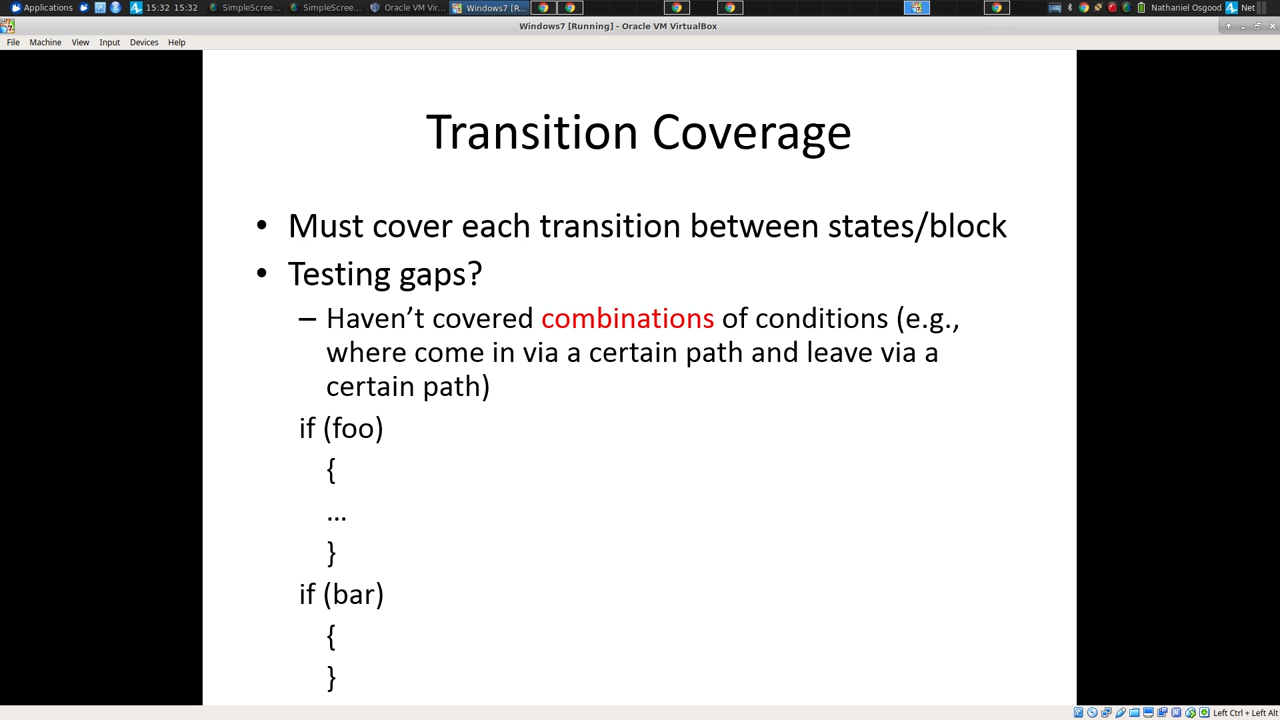 Applications
15:32 15:32
SimpleScree...
SimpleScree...
Oracle VM Vir...
Windows7 [R...
Nathaniel Osgood
Net
Windows7 [Running] - Oracle VM VirtualBox
File Machine View Input Devices Help
Transition Coverage
• Must cover each transition between states/block
• Testing gaps?
– Haven’t covered combinations of conditions (e.g.,
where come in via a certain path and leave via a
certain path)
if (foo)
{
...
}
if (bar)
{
}
Left Ctrl + Left Alt